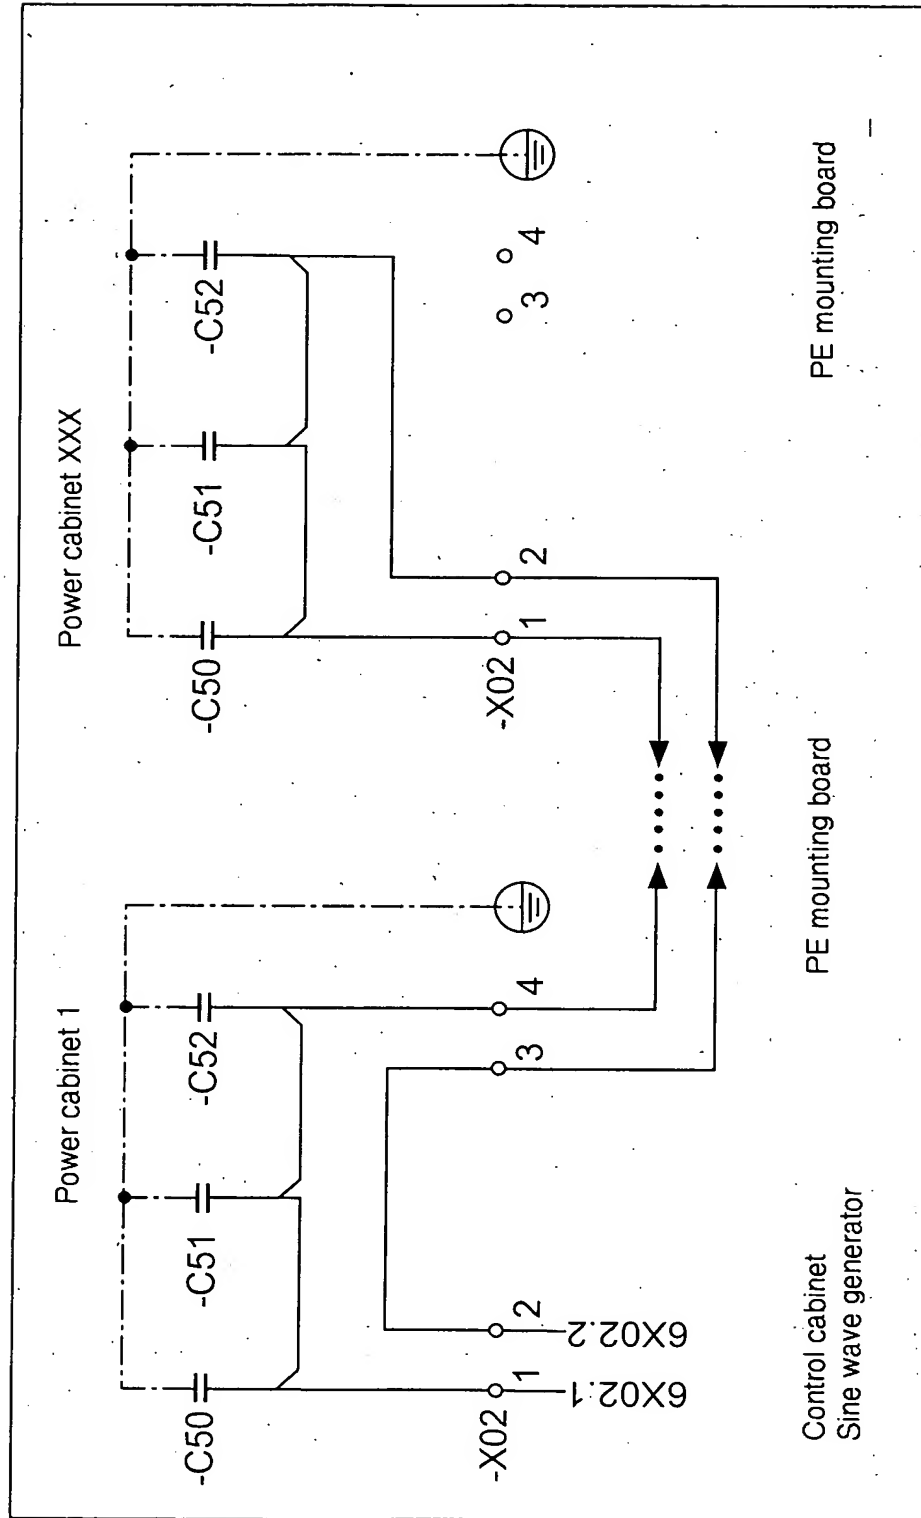 Power cabinet 1
Power cabinet XXX
-C50
-C51
-C52
-C50
-C51
-C52
-X02
1
2
3
4
-X02
1
2
3
4
6X02.1
6X02.2
Control cabinet
Sine wave generator
PE mounting board
PE mounting board